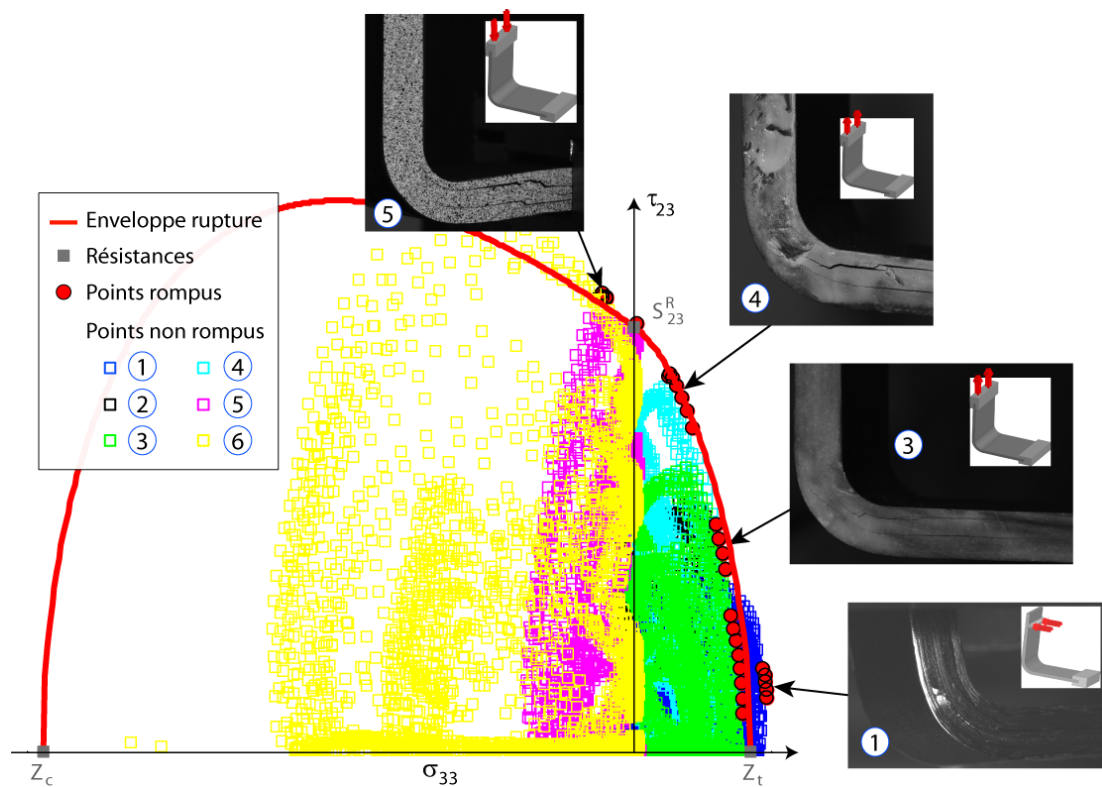 5
4
3
1
Enveloppe rupture
Résistances
Points rompus
Points non rompus
1 4
2 5
3 6
τ23
S23^R
Zc
σ33
Zt